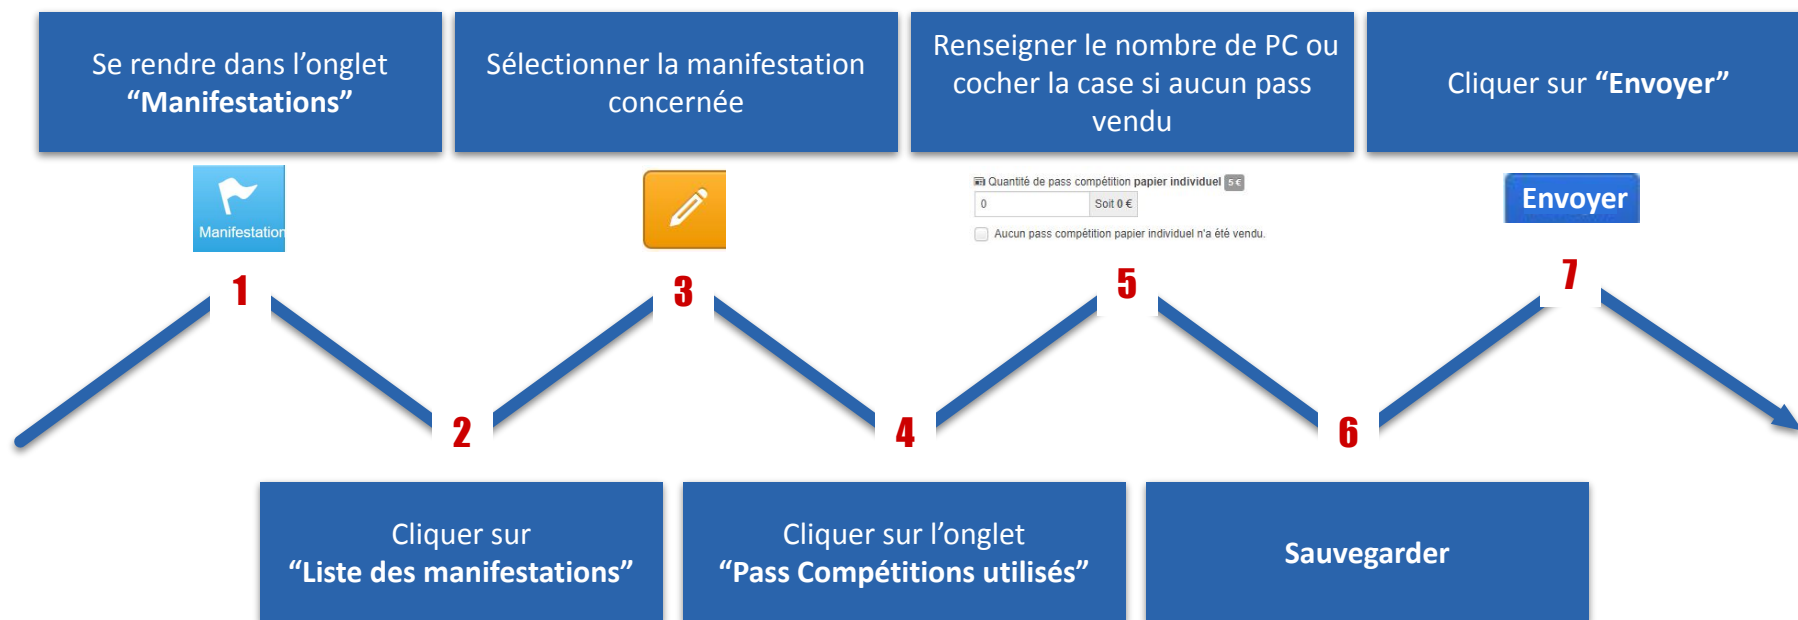 Se rendre dans l’onglet
“Manifestations”
Sélectionner la manifestation
concernée
Renseigner le nombre de PC ou
cocher la case si aucun pass
vendu
Cliquer sur “Envoyer”
Manifestation
Quantité de pass compétition papier individuel 5 €
0 Soit 0 €
Aucun pass compétition papier individuel n'a été vendu.
Envoyer
1
3
5
7
2
4
6
Cliquer sur
“Liste des manifestations”
Cliquer sur l’onglet
“Pass Compétitions utilisés”
Sauvegarder